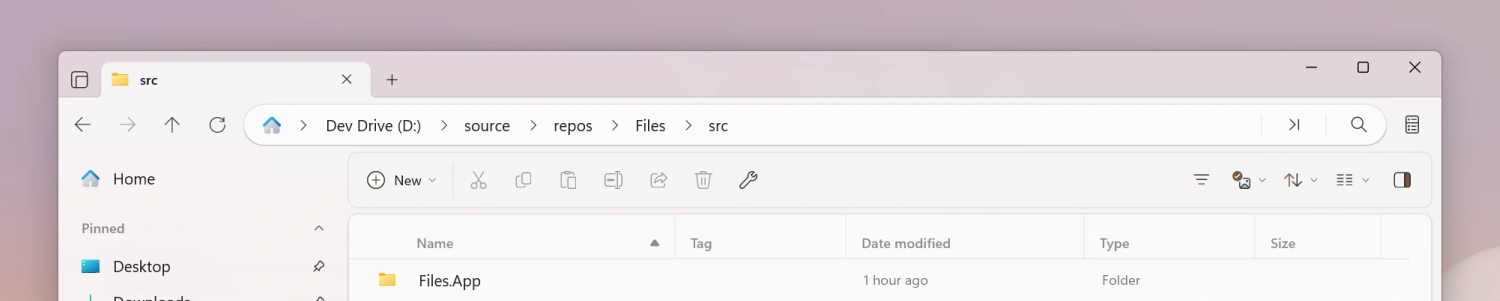 src
Dev Drive (D:) source repos Files src
Home
New
Pinned
Name Tag Date modified Type Size
Desktop
Files.App 1 hour ago Folder
Downloads